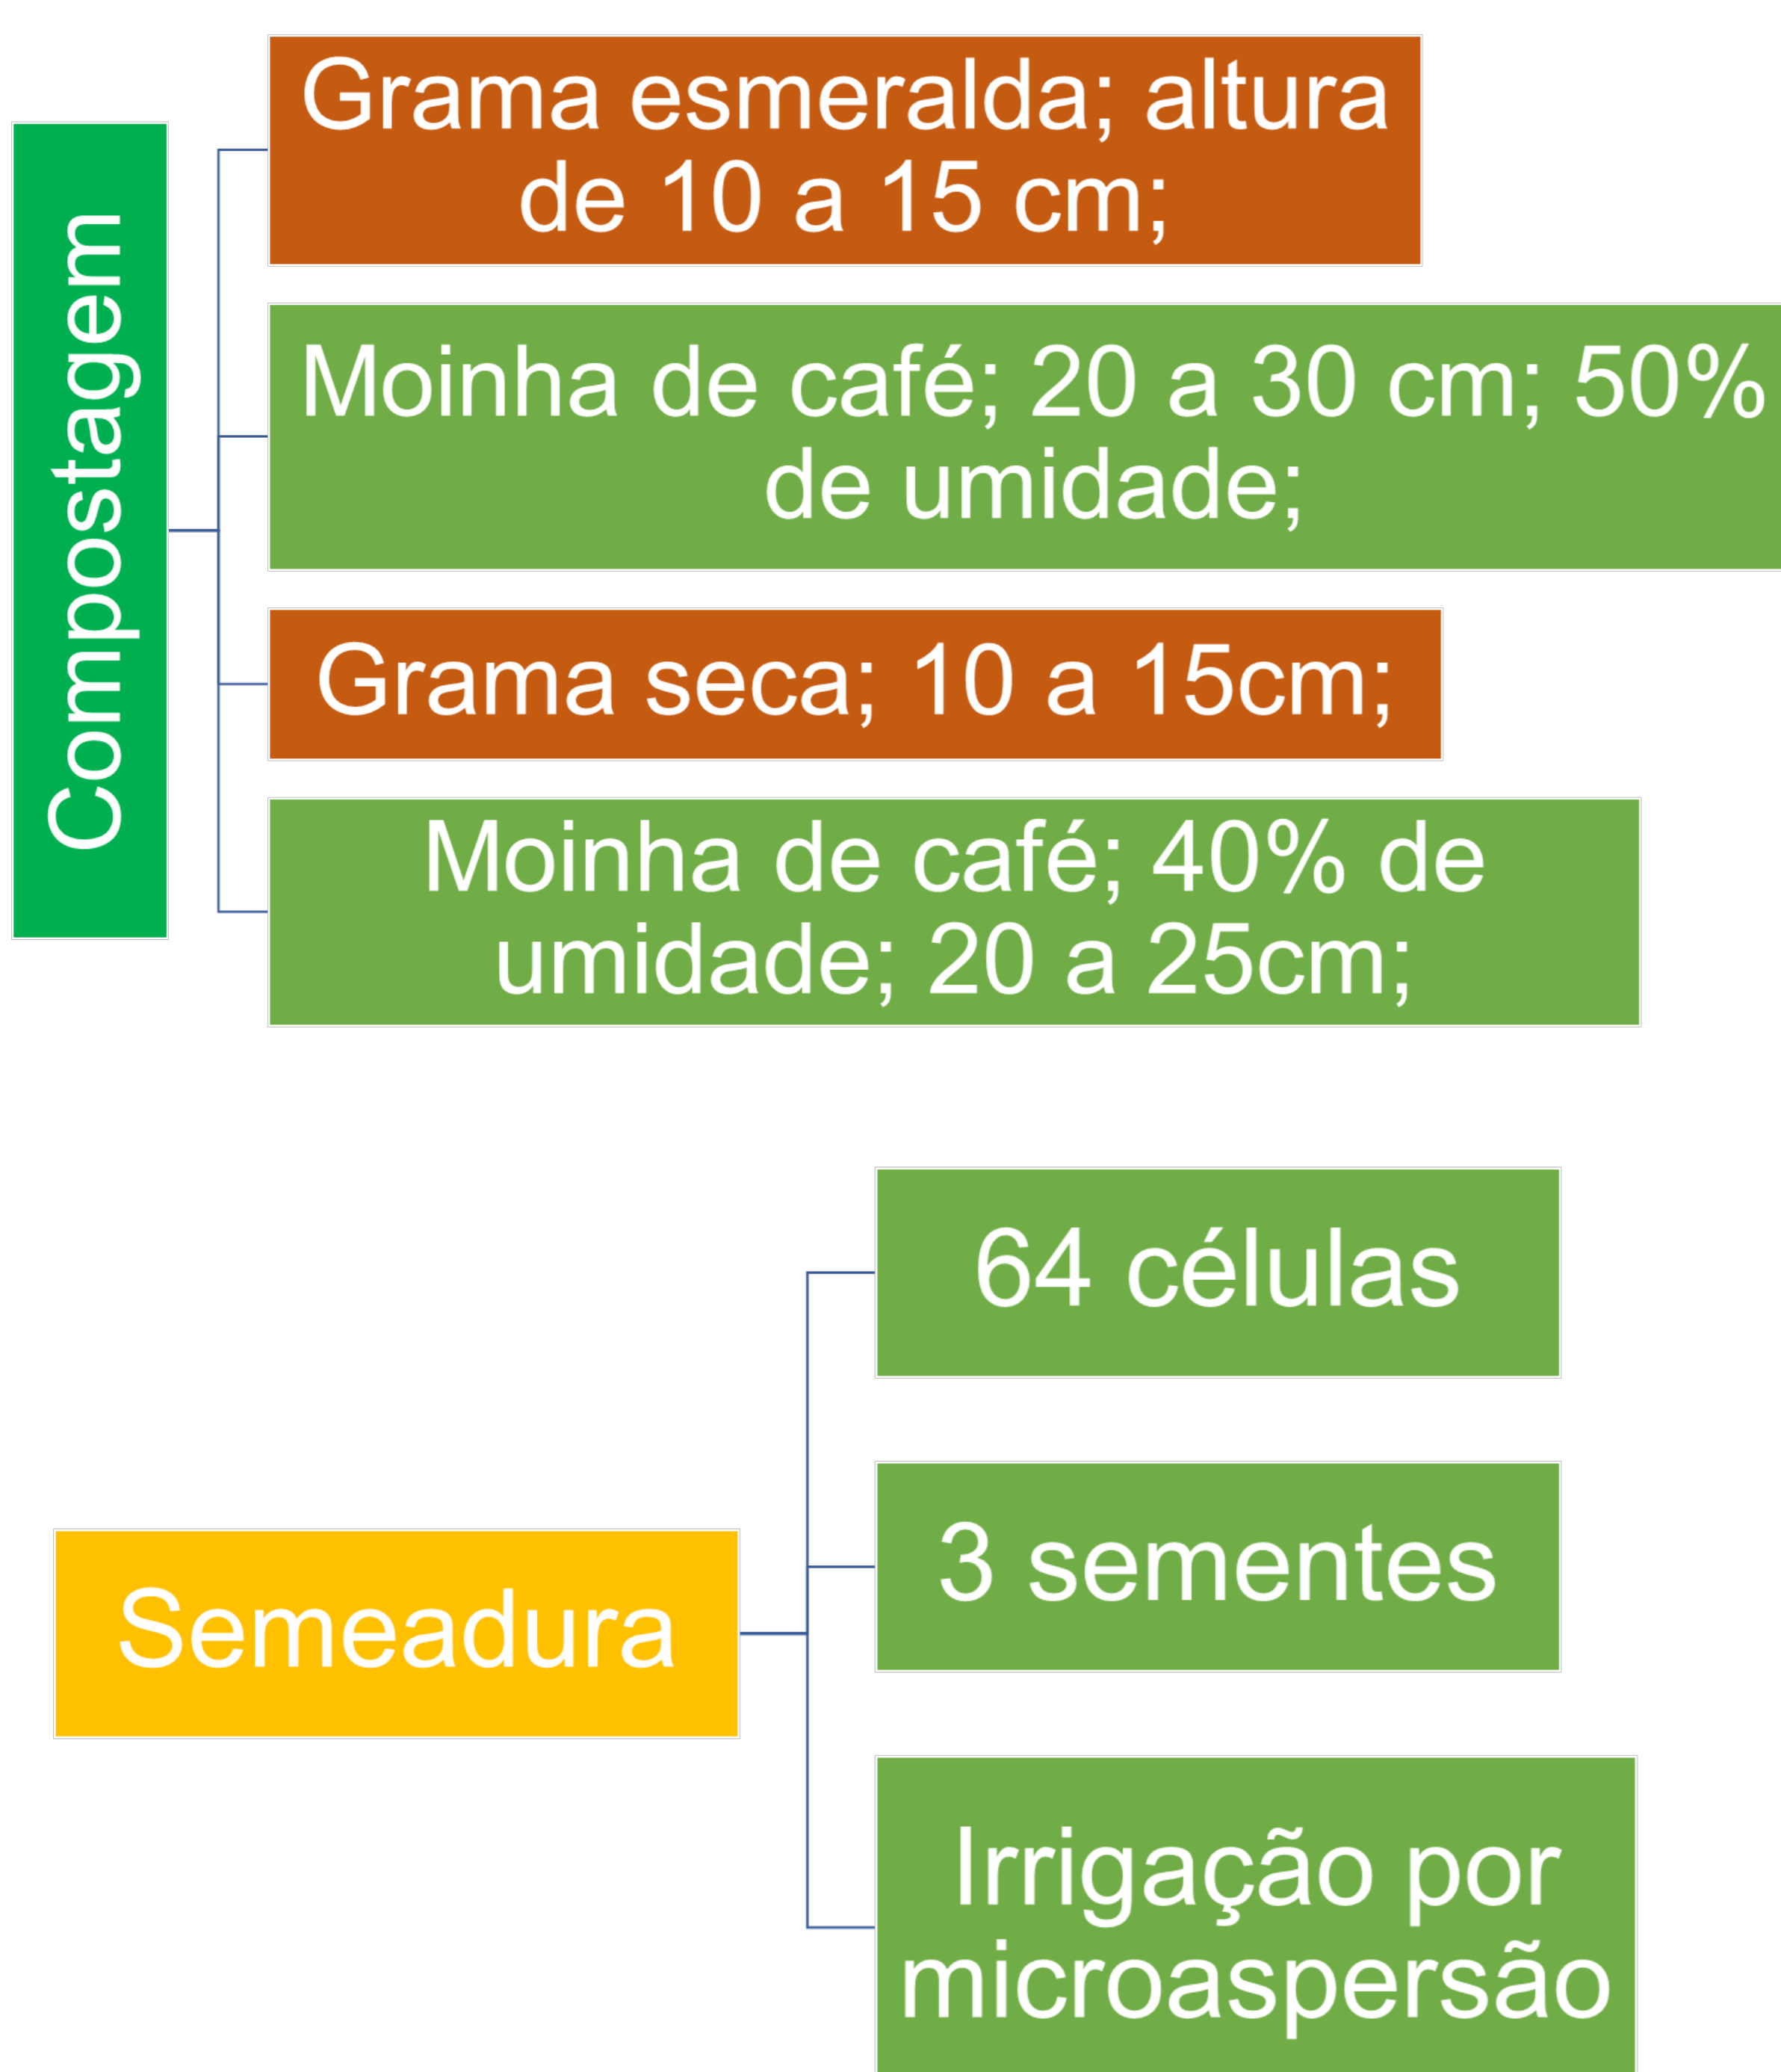 Compostagem
Grama esmeralda; altura
de 10 a 15 cm;
Moinha de café; 20 a 30 cm; 50%
de umidade;
Grama seca; 10 a 15cm;
Moinha de café; 40% de
umidade; 20 a 25cm;
Semeadura
64 células
3 sementes
Irrigação por
microaspersão